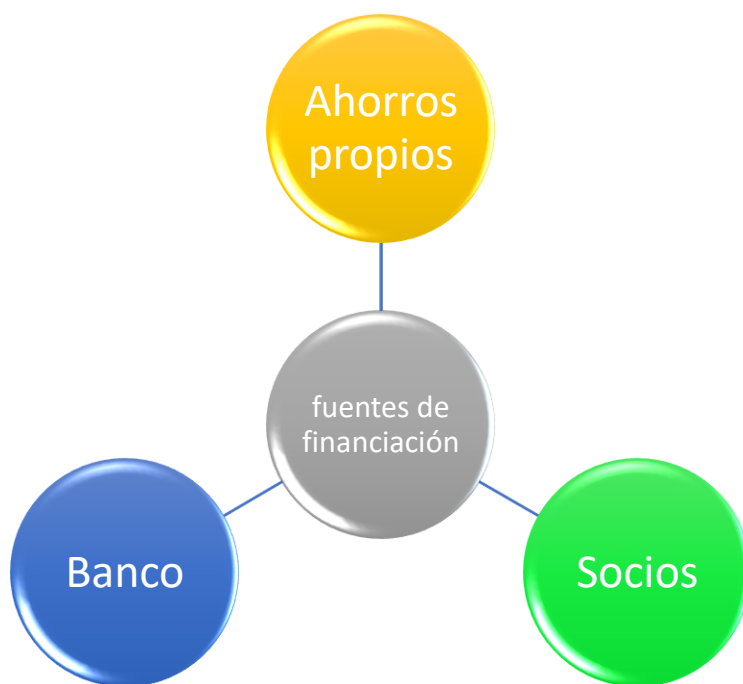 Ahorros
propios
fuentes de
financiación
Banco
Socios